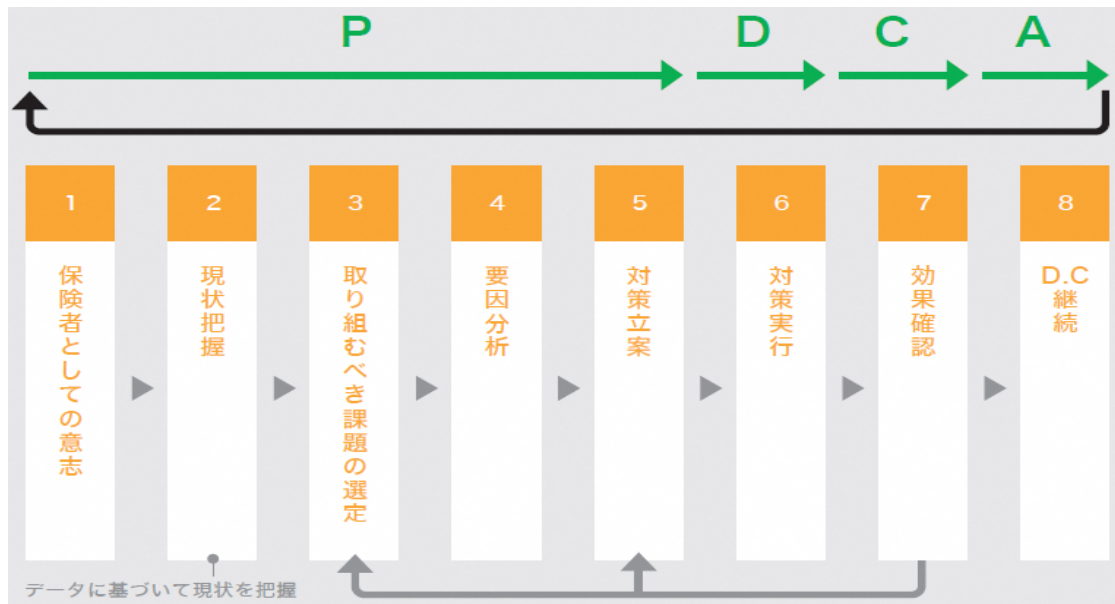 P
D
C
A
1
2
3
4
5
6
7
8
保険者としての意志
現状把握
取り組むべき課題の選定
要因分析
対策立案
対策実行
効果確認
D.C
継続
データに基づいて現状を把握